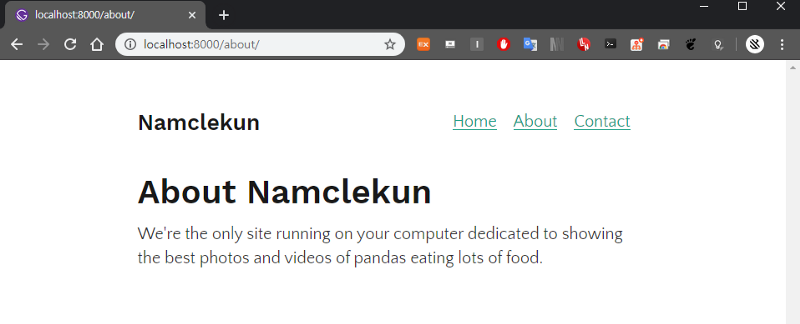 localhost:8000/about/
localhost:8000/about/
Namclekun
Home About Contact
About Namclekun
We're the only site running on your computer dedicated to showing
the best photos and videos of pandas eating lots of food.